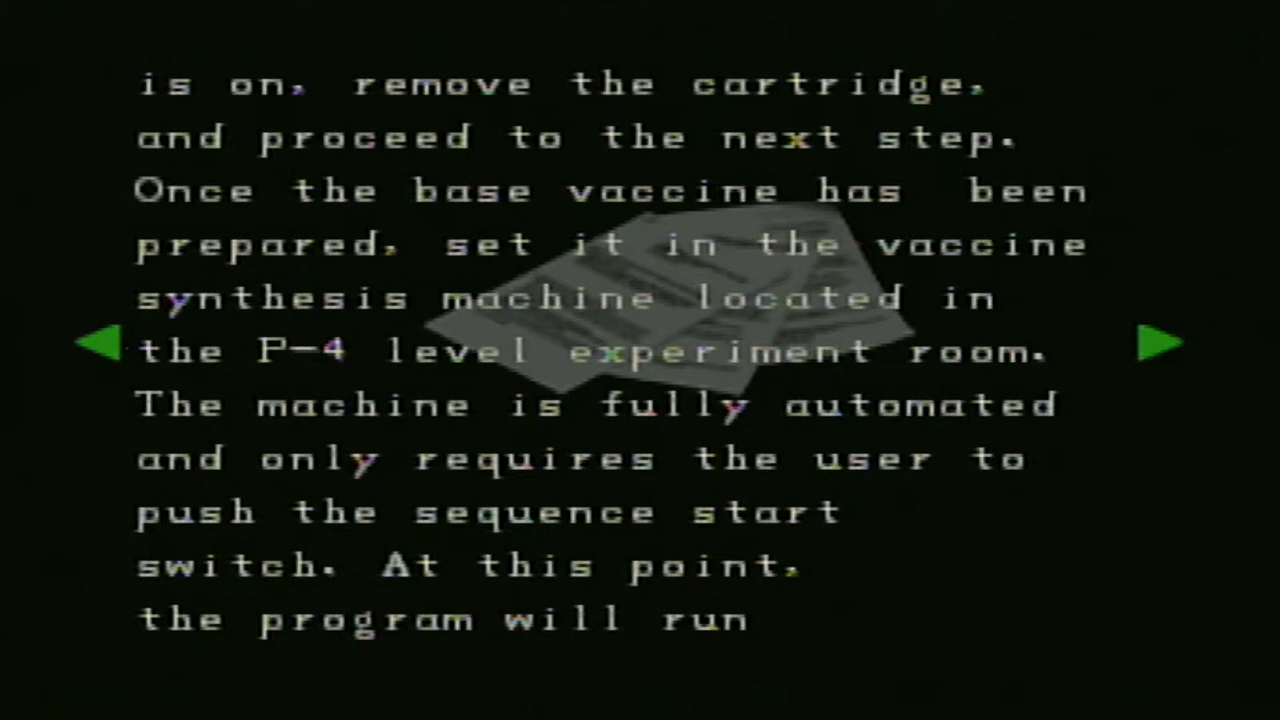 is on, remove the cartridge,
and proceed to the next step.
Once the base vaccine has been
prepared, set it in the vaccine
synthesis machine located in
the P-4 level experiment room.
The machine is fully automated
and only requires the user to
push the sequence start
switch. At this point,
the program will run